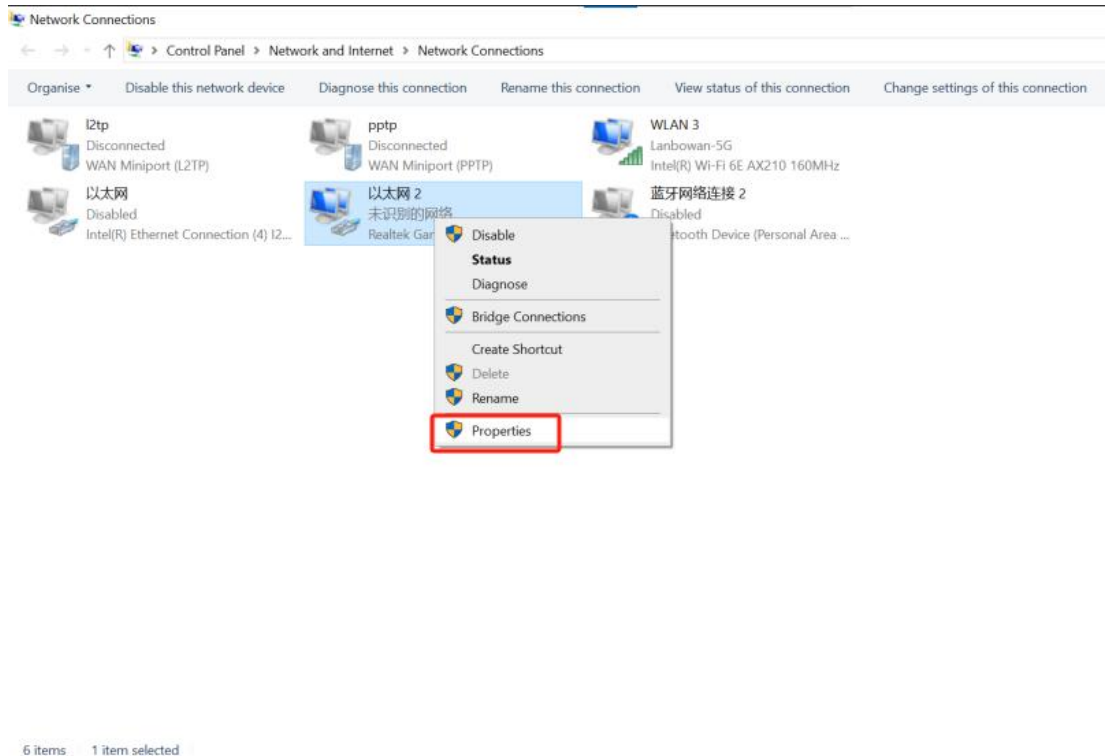 Network Connections
Control Panel > Network and Internet > Network Connections
Organise Disable this network device Diagnose this connection Rename this connection View status of this connection Change settings of this connection
l2tp
Disconnected
WAN Miniport (L2TP)
pptp
Disconnected
WAN Miniport (PPTP)
WLAN 3
Lanbowan-5G
Intel(R) Wi-Fi 6E AX210 160MHz
以太网
Disabled
Intel(R) Ethernet Connection (4) I2...
以太网 2
未识别的网络
Realtek
蓝牙网络连接 2
Disabled
Device (Personal Area ...
Disable
Status
Diagnose
Bridge Connections
Create Shortcut
Delete
Rename
Properties
6 items 1 item selected